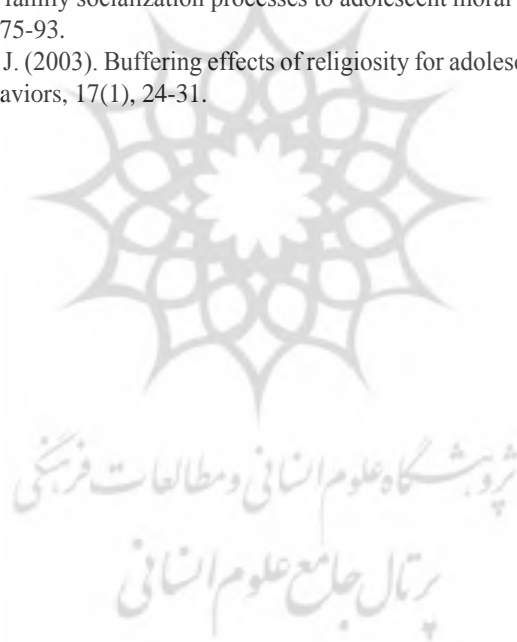 family socialization processes to adolescent moral
75-93.
J. (2003). Buffering effects of religiosity for adoles
aviors, 17(1), 24-31.
پژوهشگاه علوم انسانی و مطالعات فرهنگی
پرتال جامع علوم انسانی